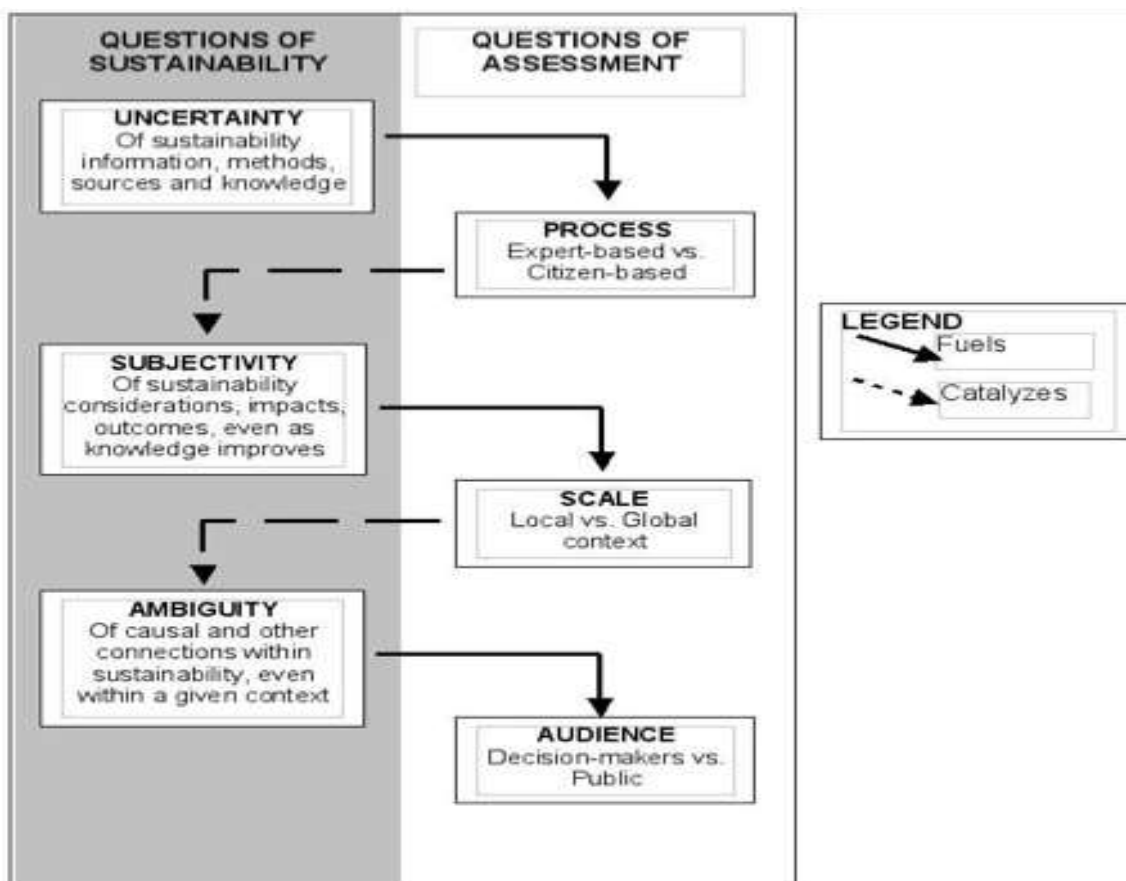 QUESTIONS OF
SUSTAINABILITY
QUESTIONS OF
ASSESSMENT
UNCERTAINTY
Of sustainability
information, methods,
sources and knowledge
PROCESS
Expert-based vs.
Citizen-based
SUBJECTIVITY
Of sustainability
considerations, impacts,
outcomes, even as
knowledge improves
SCALE
Local vs. Global
context
AMBIGUITY
Of causal and other
connections within
sustainability, even
within a given context
AUDIENCE
Decision-makers vs.
Public
LEGEND
Fuels
Catalyzes